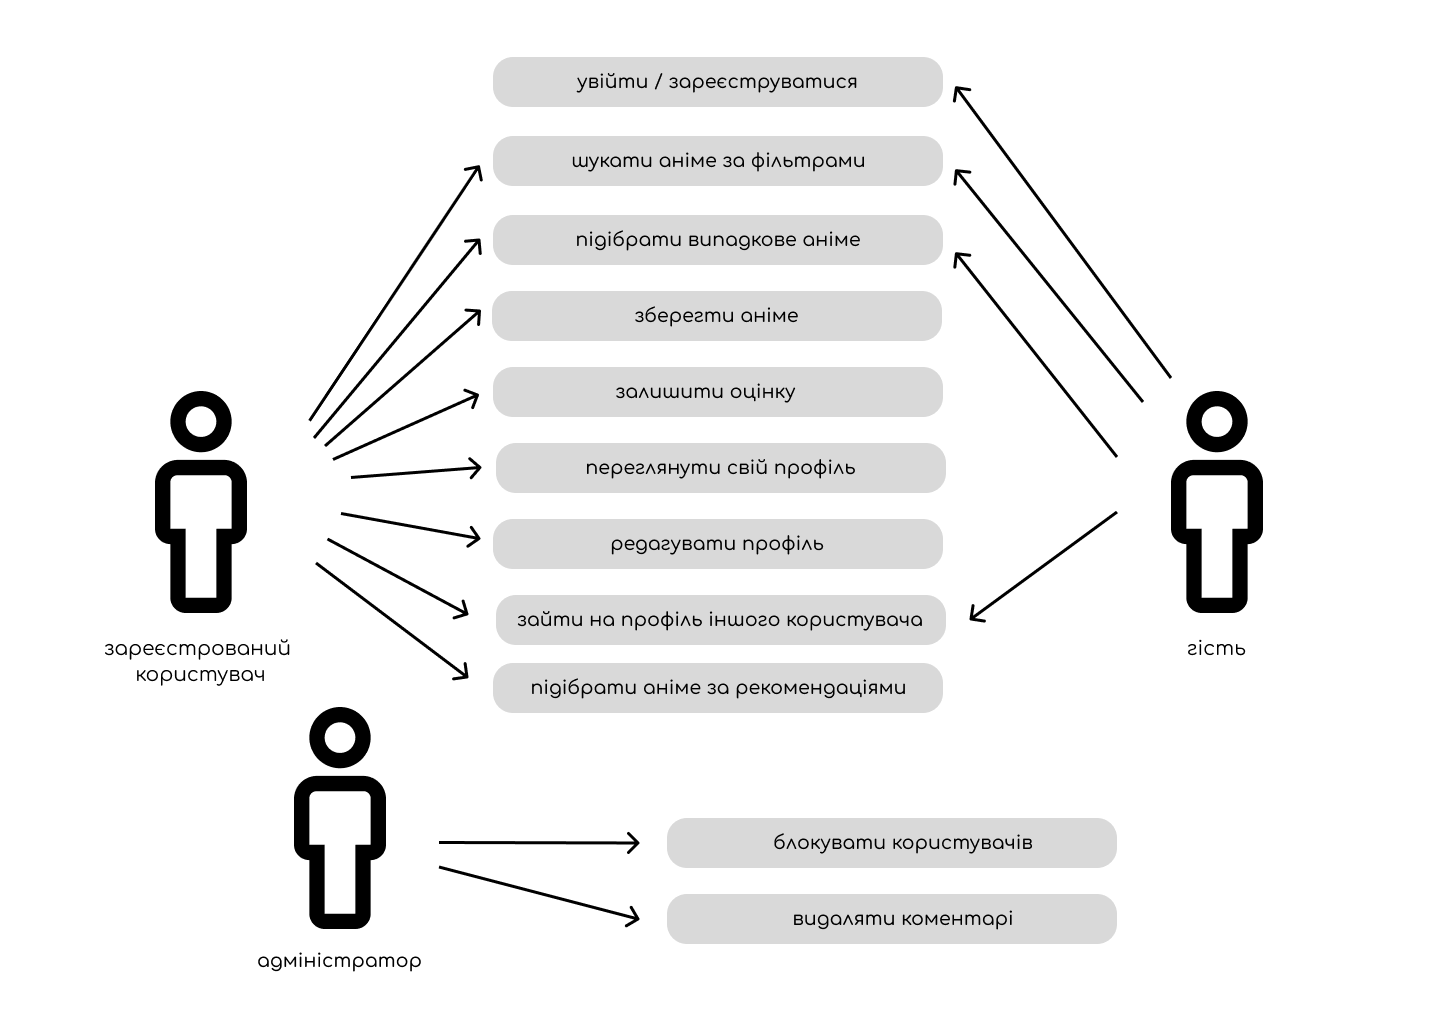 увійти / зареєструватися
шукати аніме за фільтрами
підібрати випадкове аніме
зберегти аніме
залишити оцінку
переглянути свій профіль
редагувати профіль
зайти на профіль іншого користувача
підібрати аніме за рекомендаціями
зареєстрований
користувач
гість
блокувати користувачів
видаляти коментарі
адміністратор